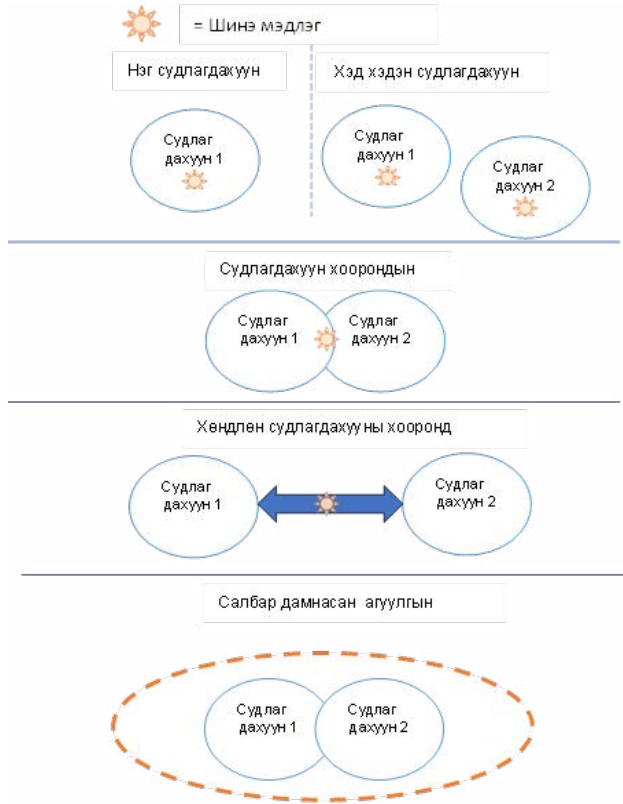 = Шинэ мэдлэг
Нэг судлагдахуун
Хэд хэдэн судлагдахуун
Судлаг
дахуун 1
Судлаг
дахуун 1
Судлаг
дахуун 2
Судлагдахуун хоорондын
Судлаг
дахуун 1
Судлаг
дахуун 2
Хөндлөн судлагдахууны хооронд
Судлаг
дахуун 1
Судлаг
дахуун 2
Салбар дамнасан агуулгын
Судлаг
дахуун 1
Судлаг
дахуун 2